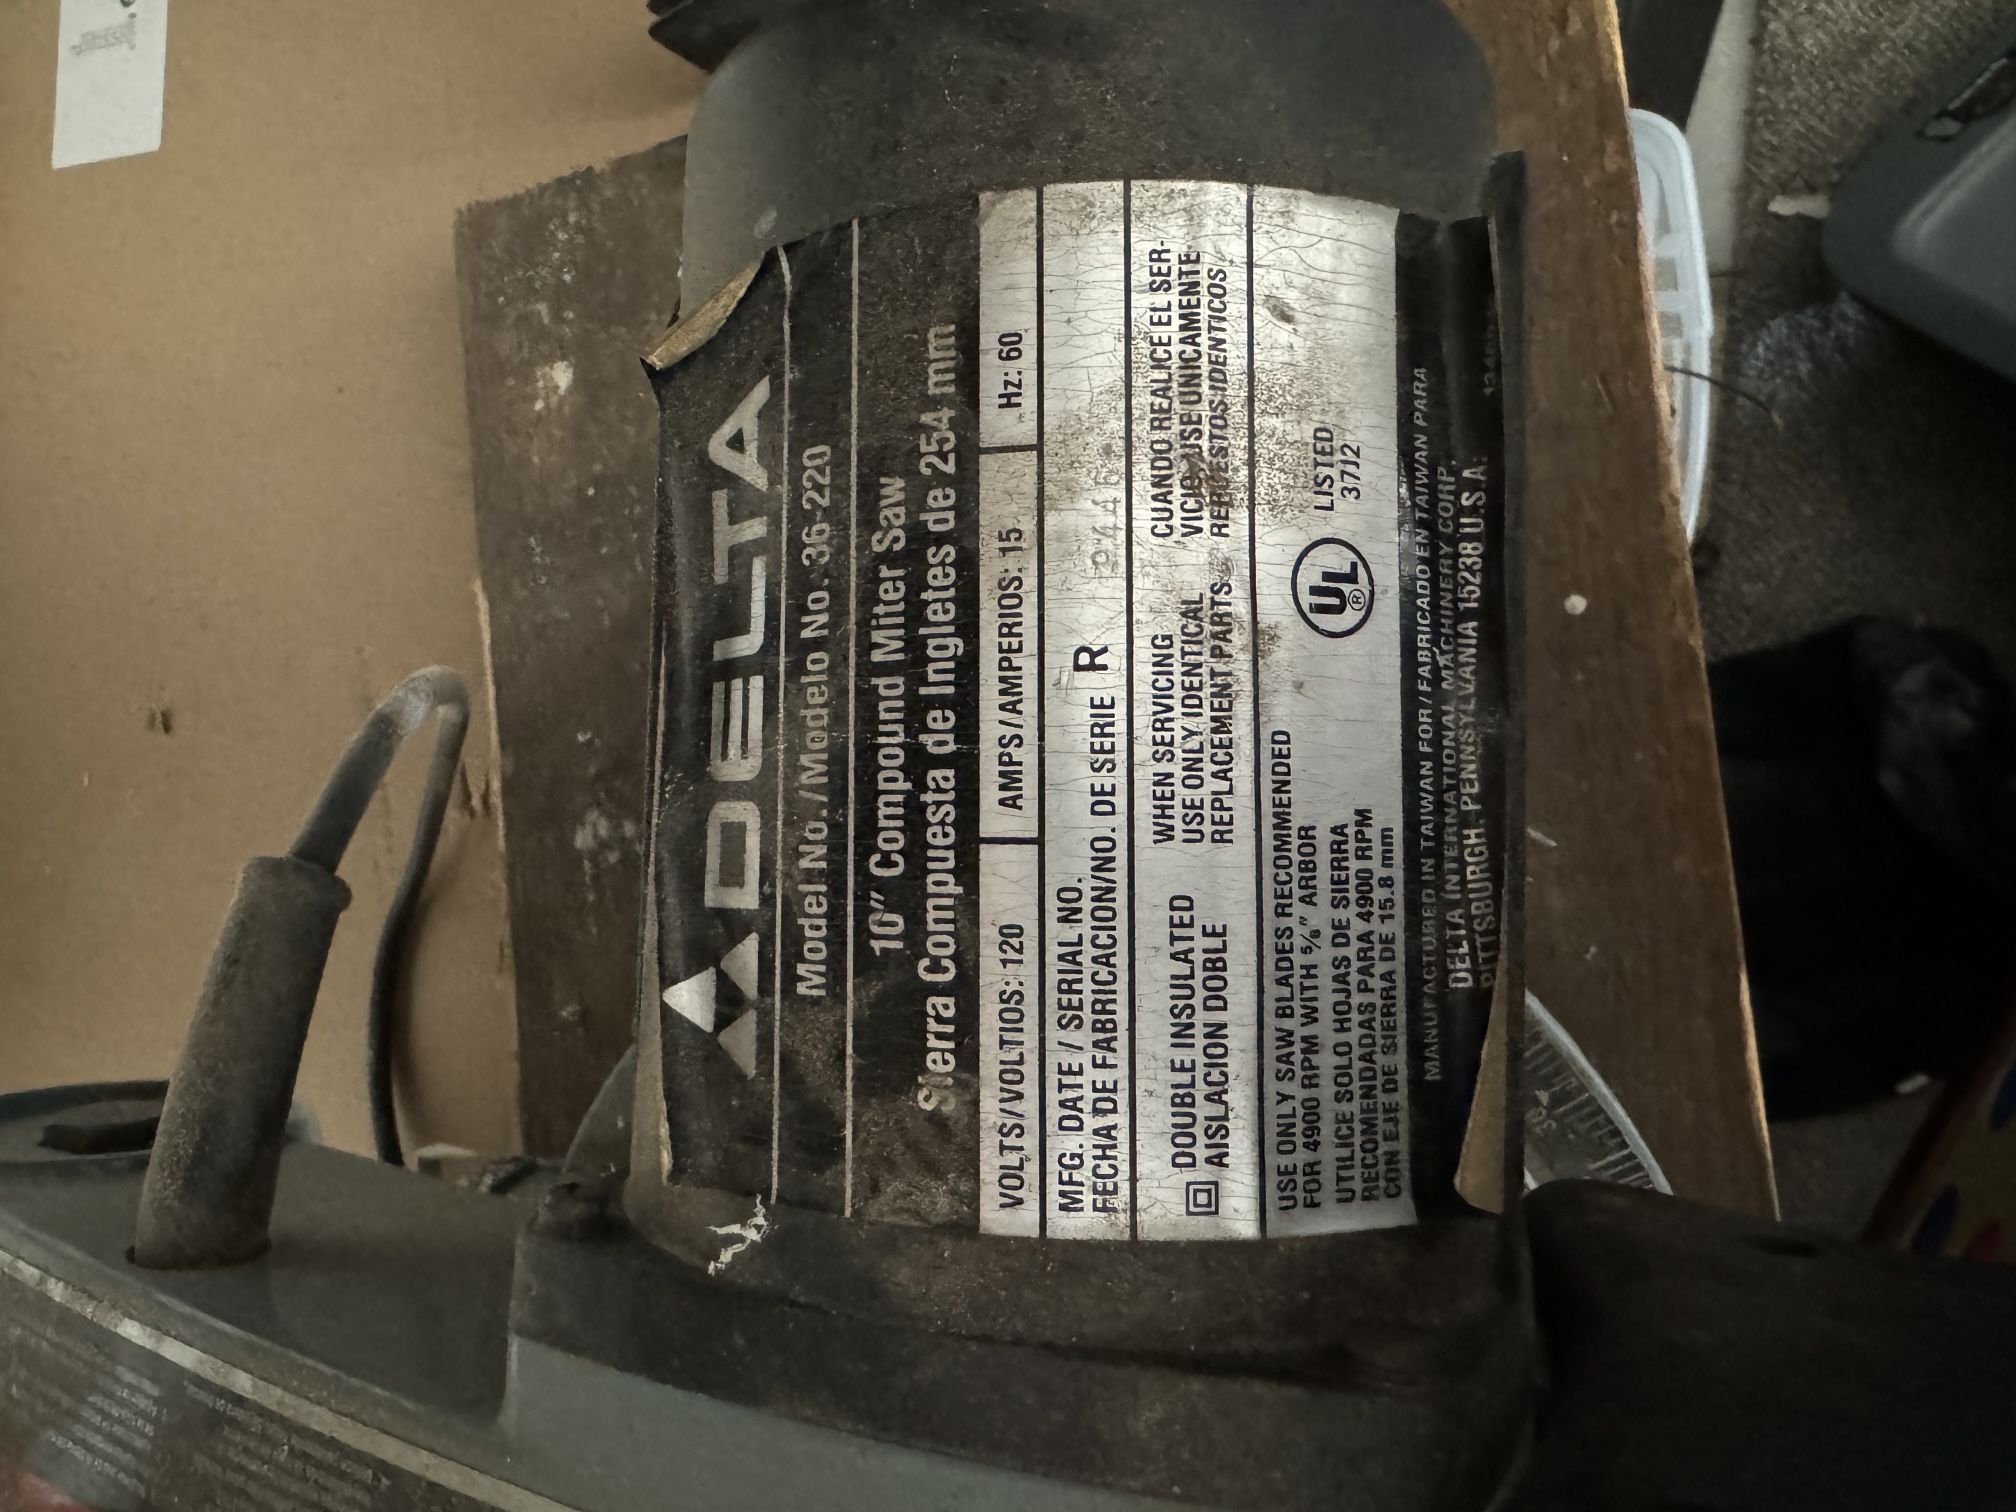 DELTA
Model No./Modelo No. 36-220
10" Compound Miter Saw
Sierra Compuesta de Ingletes de 254 mm
VOLTS/VOLTIOS: 120
AMPS/AMPERIOS: 15
Hz: 60
MFG. DATE / SERIAL NO.
FECHA DE FABRICACION/NO. DE SERIE R
DOUBLE INSULATED
AISLACION DOBLE
WHEN SERVICING
USE ONLY IDENTICAL
REPLACEMENT PARTS
CUANDO REALICE EL SER-
VICIO, USE UNICAMENTE
REPUESTOS IDENTICOS
USE ONLY SAW BLADES RECOMMENDED
FOR 4900 RPM WITH 5/8" ARBOR
UTILICE SOLO HOJAS DE SIERRA
RECOMENDADAS PARA 4900 RPM
CON EJE DE SIERRA DE 15.8 mm
UL ®
LISTED
37J2
MANUFACTURED IN TAIWAN FOR / FABRICADO EN TAIWAN PARA
DELTA INTERNATIONAL MACHINERY CORP.
PITTSBURGH, PENNSYLVANIA 15238 U.S.A.